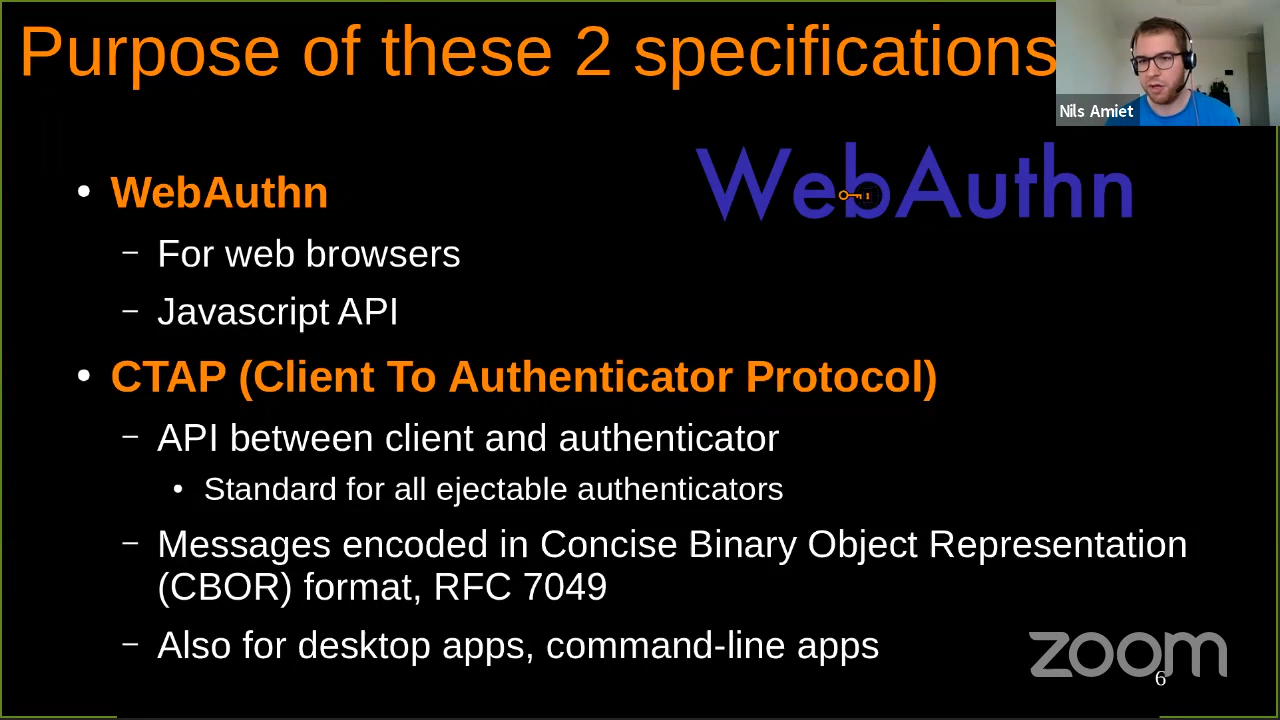 Purpose of these 2 specifications
Nils Amiet
WebAuthn
• WebAuthn
– For web browsers
– Javascript API
• CTAP (Client To Authenticator Protocol)
– API between client and authenticator
• Standard for all ejectable authenticators
– Messages encoded in Concise Binary Object Representation
(CBOR) format, RFC 7049
– Also for desktop apps, command-line apps
zoom
6